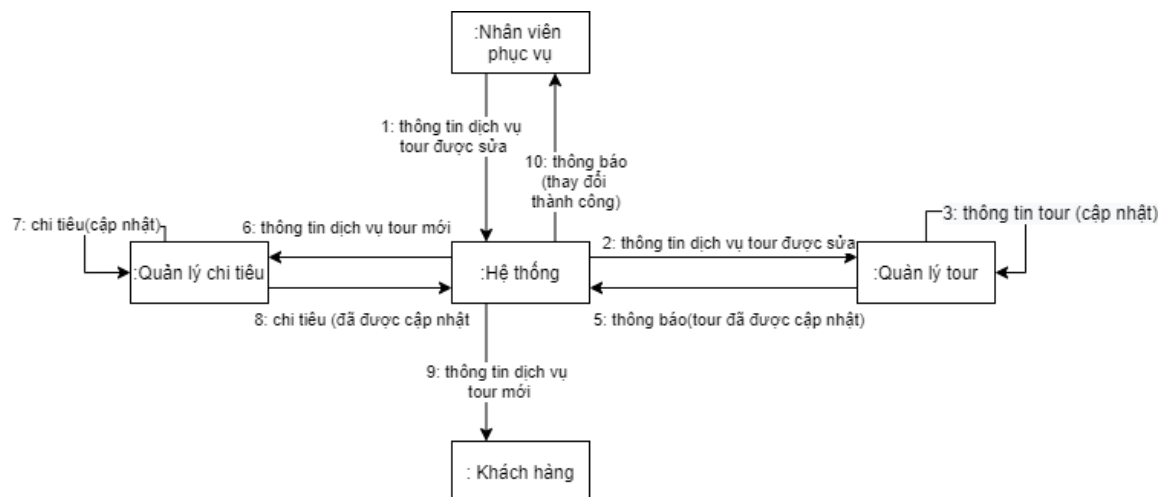 :Nhân viên
phục vụ
1: thông tin dịch vụ
tour được sửa
10: thông báo
(thay đổi
thành công)
7: chi tiêu(cập nhật)
6: thông tin dịch vụ tour mới
2: thông tin dịch vụ tour được sửa
3: thông tin tour (cập nhật)
:Quản lý chi tiêu
:Hệ thống
:Quản lý tour
8: chi tiêu (đã được cập nhật
5: thông báo(tour đã được cập nhật)
9: thông tin dịch vụ
tour mới
: Khách hàng